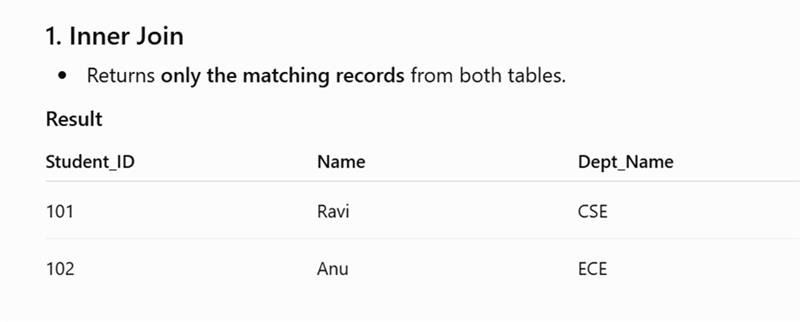 1. Inner Join
• Returns only the matching records from both tables.
Result
Student_ID Name Dept_Name
101 Ravi CSE
102 Anu ECE